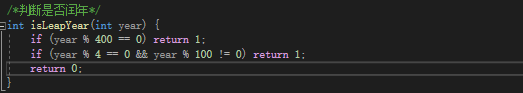 /*判断是否闰年*/
int isLeapYear(int year) {
    if (year % 400 == 0) return 1;
    if (year % 4 == 0 && year % 100 != 0) return 1;
    return 0;
}